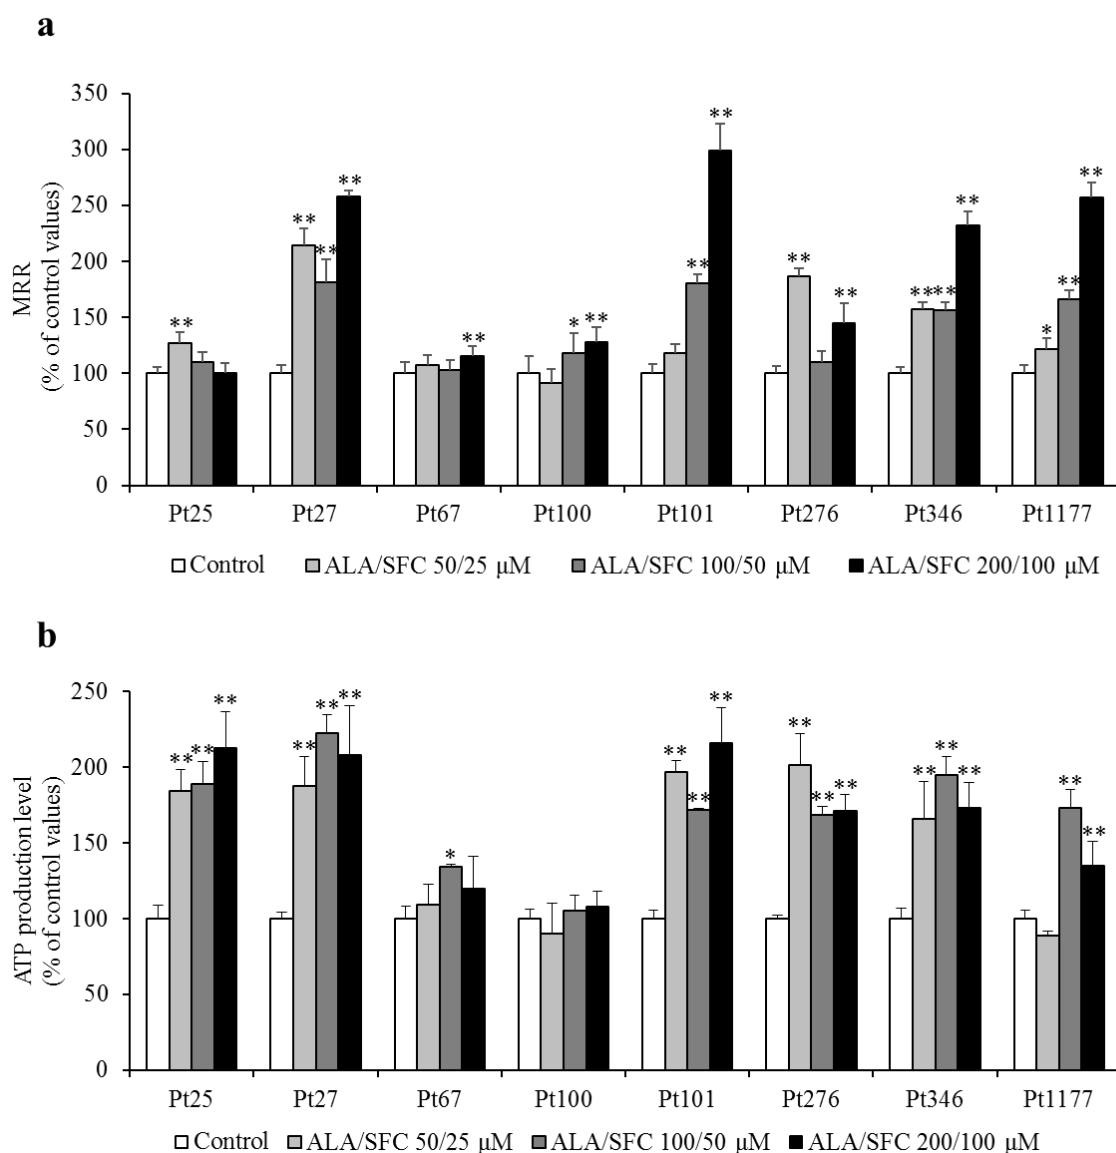 a
350
300
250
200
150
100
50
0
MRR
(% of control values)
** ** ** ** ** * ** ** ** ** ** ** ** ** * ** **
Pt25 Pt27 Pt67 Pt100 Pt101 Pt276 Pt346 Pt1177
Control ALA/SFC 50/25 μM ALA/SFC 100/50 μM ALA/SFC 200/100 μM
b
250
200
150
100
50
0
ATP production level
(% of control values)
** ** ** ** ** ** * ** ** ** ** ** ** ** ** ** ** **
Pt25 Pt27 Pt67 Pt100 Pt101 Pt276 Pt346 Pt1177
Control ALA/SFC 50/25 μM ALA/SFC 100/50 μM ALA/SFC 200/100 μM